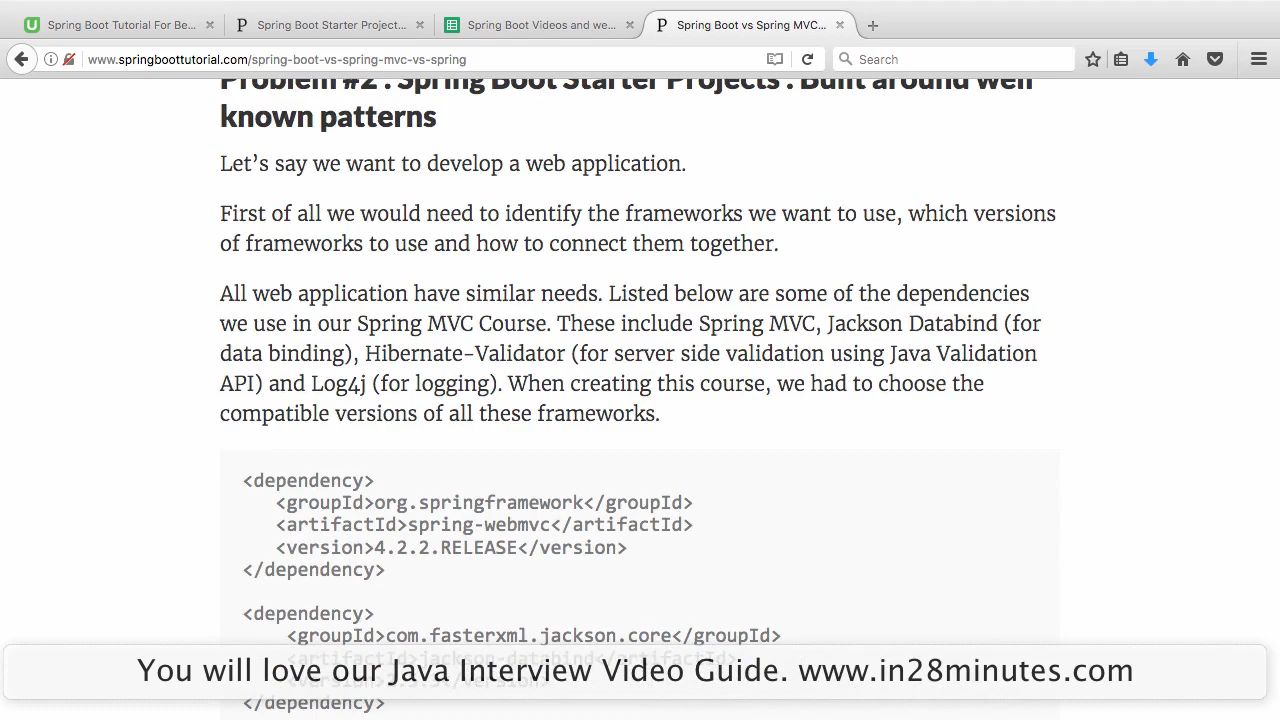 Spring Boot Tutorial For Be...
Spring Boot Starter Project...
Spring Boot Videos and we...
Spring Boot vs Spring MVC...
www.springboottutorial.com/spring-boot-vs-spring-mvc-vs-spring
Search
Problem #2 : Spring Boot Starter Projects : Built around well
known patterns
Let’s say we want to develop a web application.
First of all we would need to identify the frameworks we want to use, which versions
of frameworks to use and how to connect them together.
All web application have similar needs. Listed below are some of the dependencies
we use in our Spring MVC Course. These include Spring MVC, Jackson Databind (for
data binding), Hibernate-Validator (for server side validation using Java Validation
API) and Log4j (for logging). When creating this course, we had to choose the
compatible versions of all these frameworks.
<dependency>
<groupId>org.springframework</groupId>
<artifactId>spring-webmvc</artifactId>
<version>4.2.2.RELEASE</version>
</dependency>
<dependency>
<groupId>com.fasterxml.jackson.core</groupId>
<artifactId>jackson-databind</artifactId>
You will love our Java Interview Video Guide. www.in28minutes.com
</dependency>